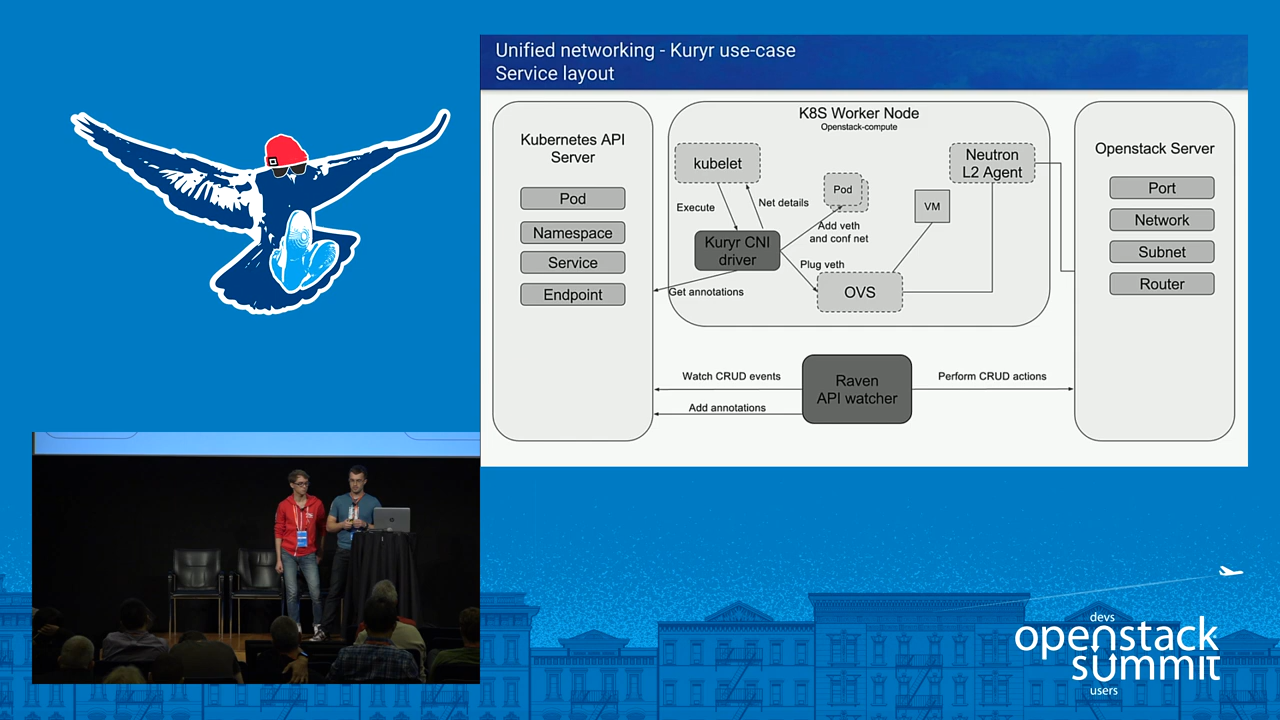 Unified networking - Kuryr use-case
Service layout
Kubernetes API
Server
Pod
Namespace
Service
Endpoint
K8S Worker Node
Openstack-compute
kubelet
Execute
Net details
Kuryr CNI
driver
Get annotations
Pod
Add veth
and conf net
Plug veth
VM
OVS
Neutron
L2 Agent
Openstack Server
Port
Network
Subnet
Router
Watch CRUD events
Add annotations
Raven
API watcher
Perform CRUD actions
devs
openstack
summit
users